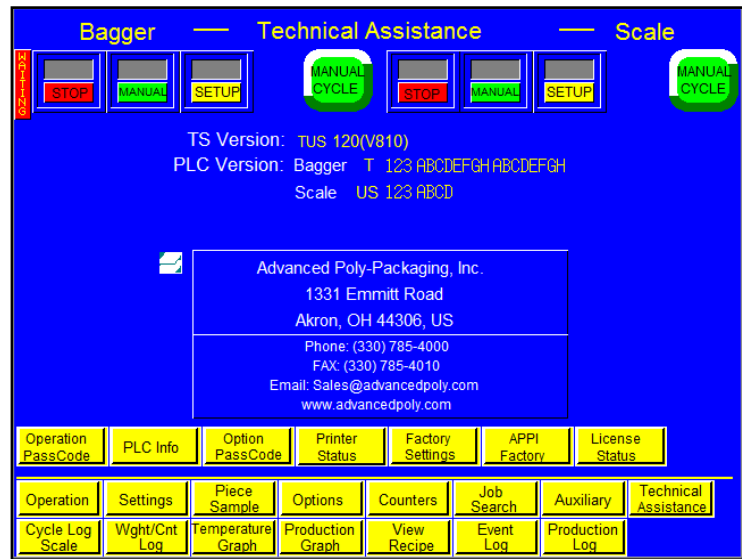 Bagger — Technical Assistance — Scale
WAITING
STOP MANUAL SETUP MANUAL CYCLE STOP MANUAL SETUP MANUAL CYCLE
TS Version: TUS 120(V810)
PLC Version: Bagger T 123 ABCDEFGH ABCDEFGH
Scale US 123 ABCD
Advanced Poly-Packaging, Inc.
1331 Emmitt Road
Akron, OH 44306, US
Phone: (330) 785-4000
FAX: (330) 785-4010
Email: Sales@advancedpoly.com
www.advancedpoly.com
Operation PassCode PLC Info Option PassCode Printer Status Factory Settings APPI Factory License Status
Operation Settings Piece Sample Options Counters Job Search Auxiliary Technical Assistance
Cycle Log Scale Wght/Cnt Log Temperature Graph Production Graph View Recipe Event Log Production Log